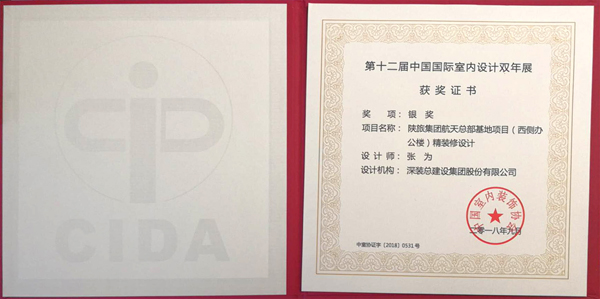 CIDA
第十二届中国国际室内设计双年展
获奖证书
奖 项：银奖
项目名称：陕旅集团航天总部基地项目（西侧办
公楼）精装修设计
设 计 师：张 为
设计机构：深装总建设集团股份有限公司
中国室内装饰协会
二零一八年九月
中室协证字【2018】0531号